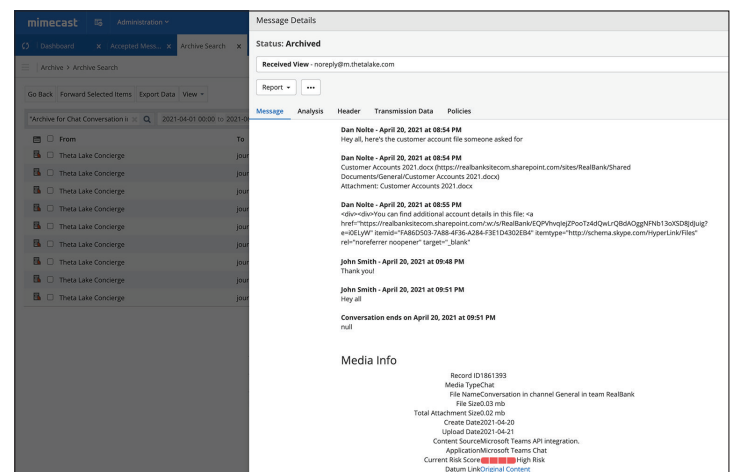 mimecast Administration
Dashboard x Accepted Mess... x Archive Search x
Archive > Archive Search
Go Back Forward Selected Items Export Data View
"Archive for Chat Conversation i 2021-04-01 00:00 to 2021-0
From To
Theta Lake Concierge jour
Theta Lake Concierge jour
Theta Lake Concierge jour
Theta Lake Concierge jour
Theta Lake Concierge jour
Theta Lake Concierge jour
Theta Lake Concierge jour
Theta Lake Concierge jour
Theta Lake Concierge jour
Theta Lake Concierge jour
Message Details
Status: Archived
Received View - noreply@m.thetalake.com
Report ...
Message Analysis Header Transmission Data Policies
Dan Nolte - April 20, 2021 at 08:54 PM
Hey all, here's the customer account file someone asked for
Dan Nolte - April 20, 2021 at 08:54 PM
Customer Accounts 2021.docx (https://realbanksitecom.sharepoint.com/sites/RealBank/Shared
Documents/General/Customer Accounts 2021.docx)
Attachment: Customer Accounts 2021.docx
Dan Nolte - April 20, 2021 at 08:55 PM
<div><div>You can find additional account details in this file: <a
href="https://realbanksitecom.sharepoint.com/:w:/s/RealBank/EQPVhvqIejZPooTz4dQwLrQBdAOggNFNb13oXSD8JdJuig?
e=i0ELyW" itemid="FA86D503-7A88-4F36-A284-F3E1D4302EB4" itemtype="http://schema.skype.com/HyperLink/Files"
rel="noreferrer noopener" target="_blank"
John Smith - April 20, 2021 at 09:48 PM
Thank you!
John Smith - April 20, 2021 at 09:51 PM
Hey all
Conversation ends on April 20, 2021 at 09:51 PM
null
Media Info
Record ID1861393
Media TypeChat
File NameConversation in channel General in team RealBank
File Size0.03 mb
Total Attachment Size0.02 mb
Create Date2021-04-20
Upload Date2021-04-21
Content SourceMicrosoft Teams API integration.
ApplicationMicrosoft Teams Chat
Current Risk Score High Risk
Datum LinkOriginal Content